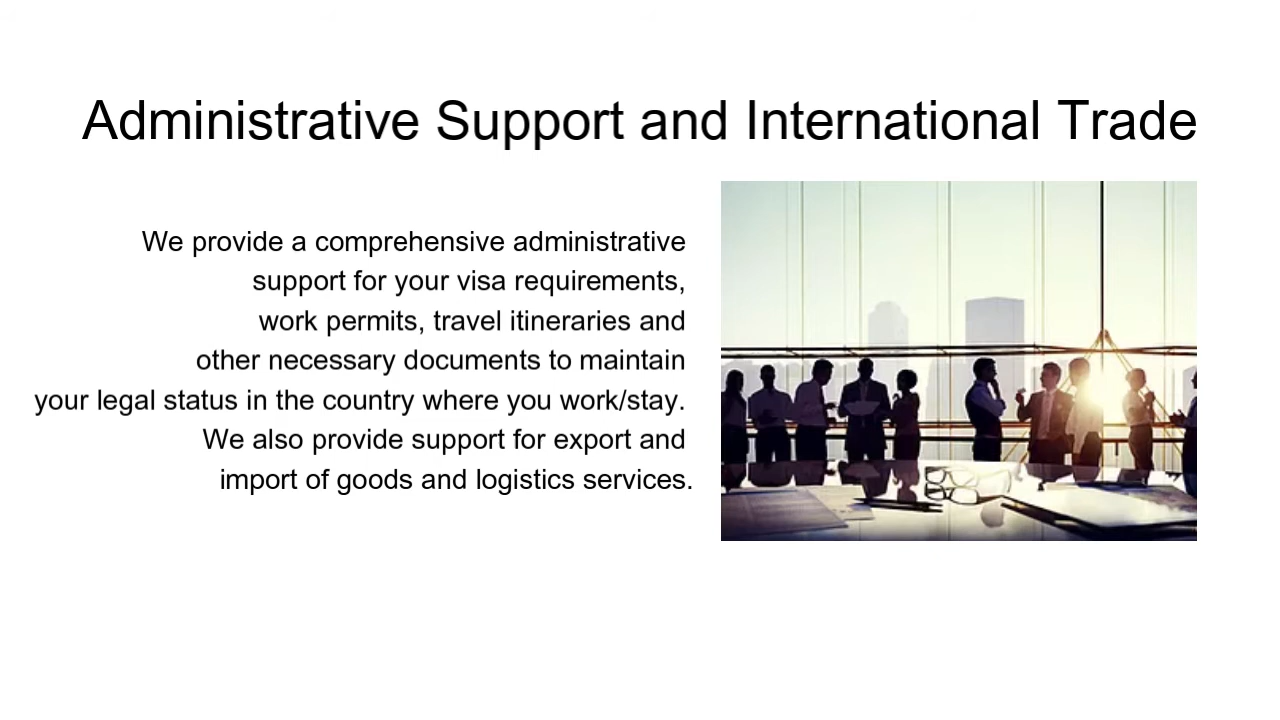 Administrative Support and International Trade
We provide a comprehensive administrative
support for your visa requirements,
work permits, travel itineraries and
other necessary documents to maintain
your legal status in the country where you work/stay.
We also provide support for export and
import of goods and logistics services.